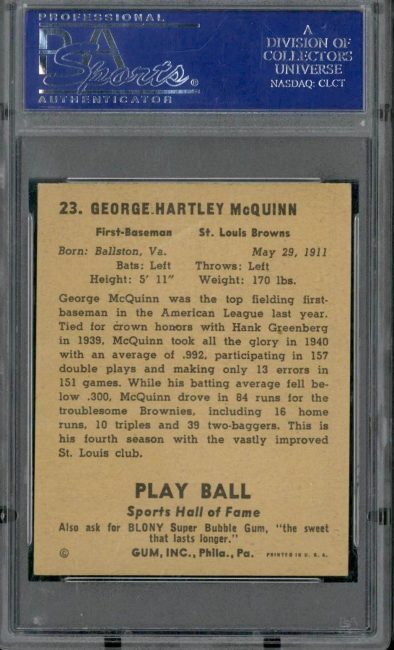 PROFESSIONAL
PSA
Sports
®
AUTHENTICATOR
A
DIVISION OF
COLLECTORS
UNIVERSE
NASDAQ: CLCT
23. GEORGE HARTLEY McQUINN
First-Baseman St. Louis Browns
Born: Ballston, Va. May 29, 1911
Bats: Left Throws: Left
Height: 5' 11" Weight: 170 lbs.
George McQuinn was the top fielding first-
baseman in the American League last year.
Tied for crown honors with Hank Greenberg
in 1939, McQuinn took all the glory in 1940
with an average of .992, participating in 157
double plays and making only 13 errors in
151 games. While his batting average fell be-
low .300, McQuinn drove in 84 runs for the
troublesome Brownies, including 16 home
runs, 10 triples and 39 two-baggers. This is
his fourth season with the vastly improved
St. Louis club.
PLAY BALL
Sports Hall of Fame
Also ask for BLONY Super Bubble Gum, "the sweet
that lasts longer."
© GUM, INC., Phila., Pa. PRINTED IN U. S. A.